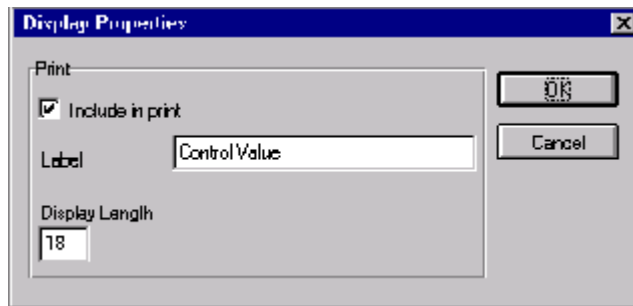 Display Properties
Print
Include in print
OK
Label
Control Value
Cancel
Display Length
18